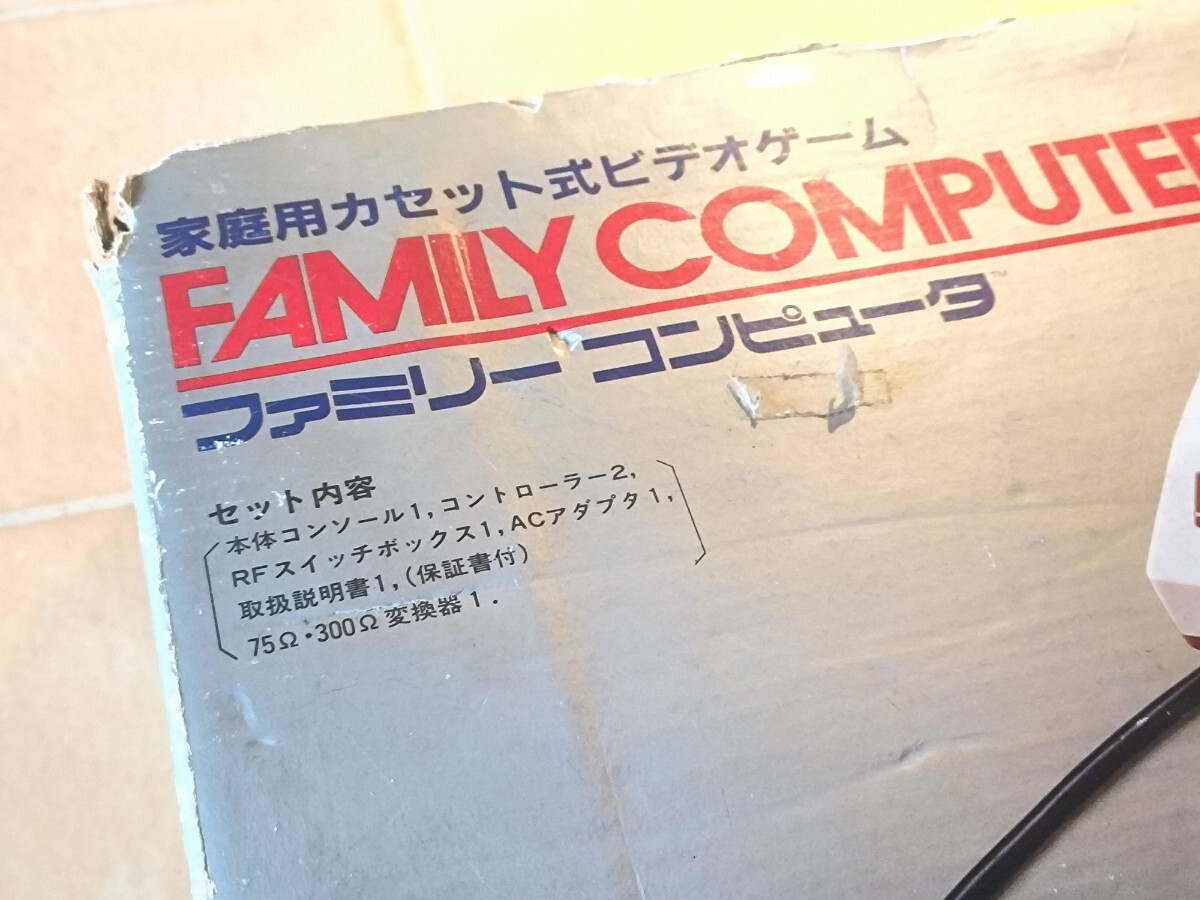 家庭用カセット式ビデオゲーム
FAMILY COMPUTER
ファミリーコンピュータ™
セット内容
本体コンソール1,コントローラー2,
RFスイッチボックス1,ACアダプタ1,
取扱説明書1,(保証書付)
75Ω・300Ω変換器1.